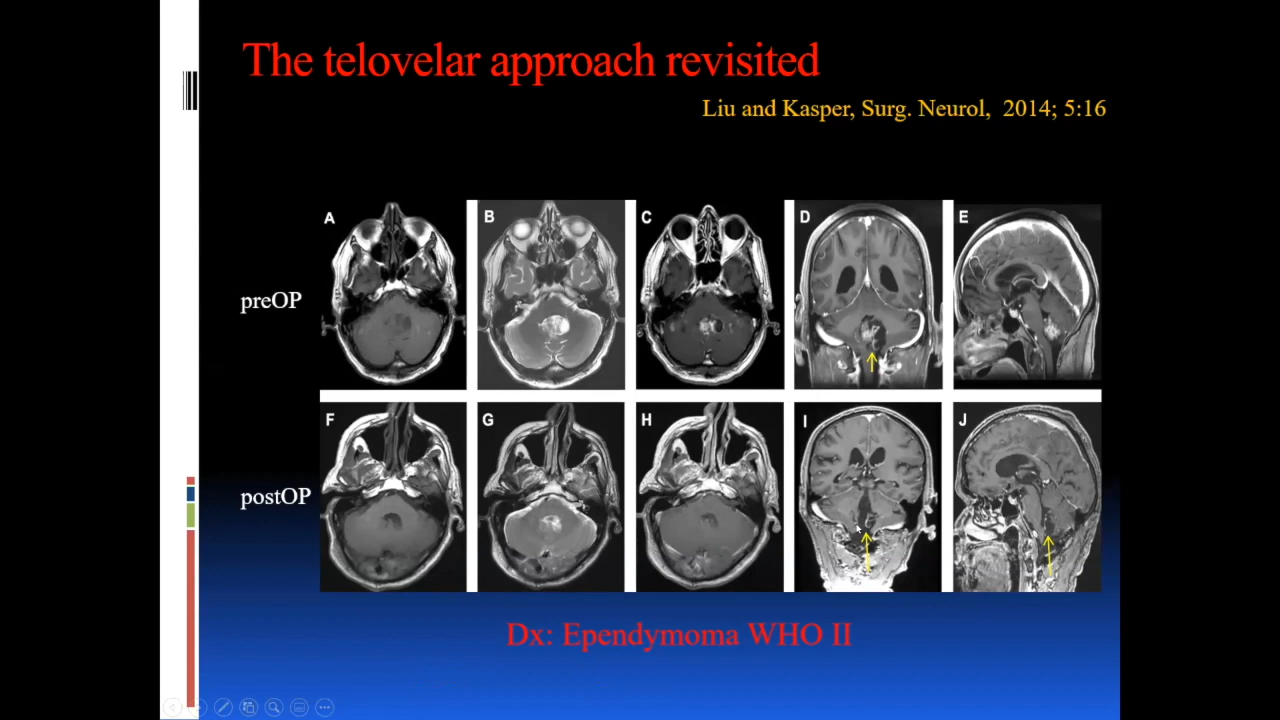 The telovelar approach revisited
Liu and Kasper, Surg. Neurol, 2014; 5:16
A B C D E
preOP
F G H I J
postOP
Dx: Ependymoma WHO II